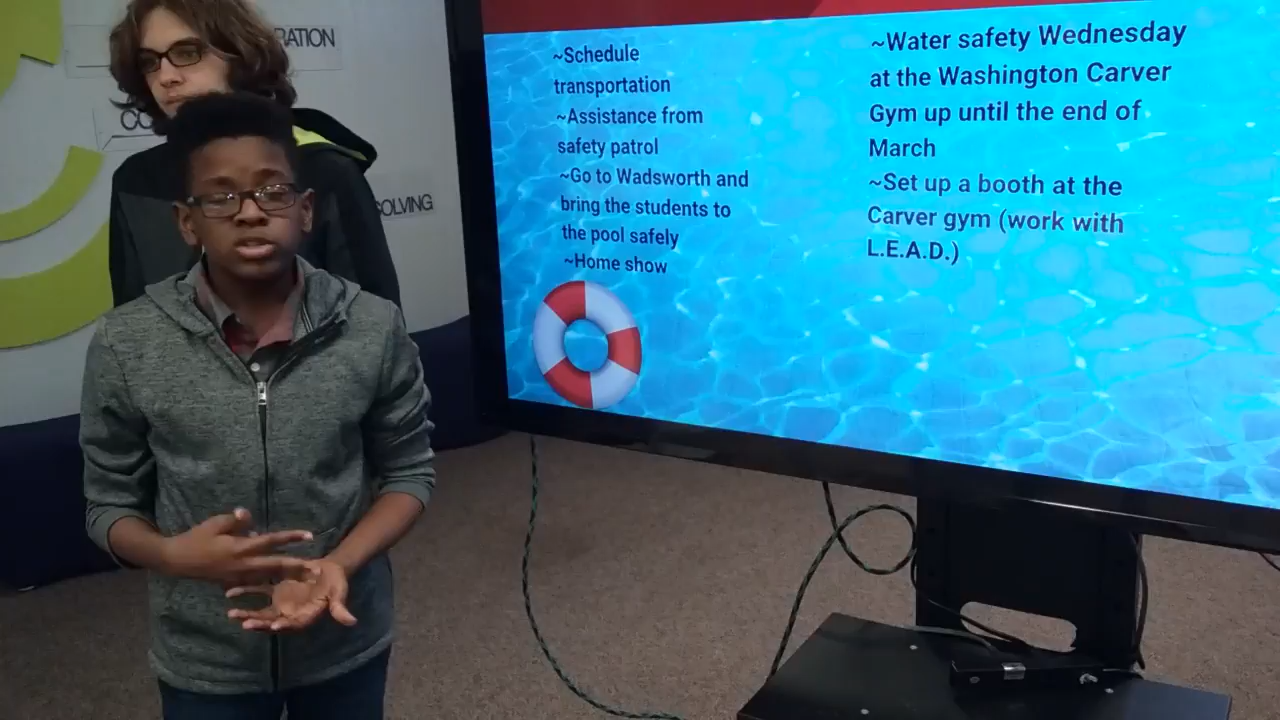 RATION
CO
SOLVING
~Schedule
transportation
~Assistance from
safety patrol
~Go to Wadsworth and
bring the students to
the pool safely
~Home show
~Water safety Wednesday
at the Washington Carver
Gym up until the end of
March
~Set up a booth at the
Carver gym (work with
L.E.A.D.)